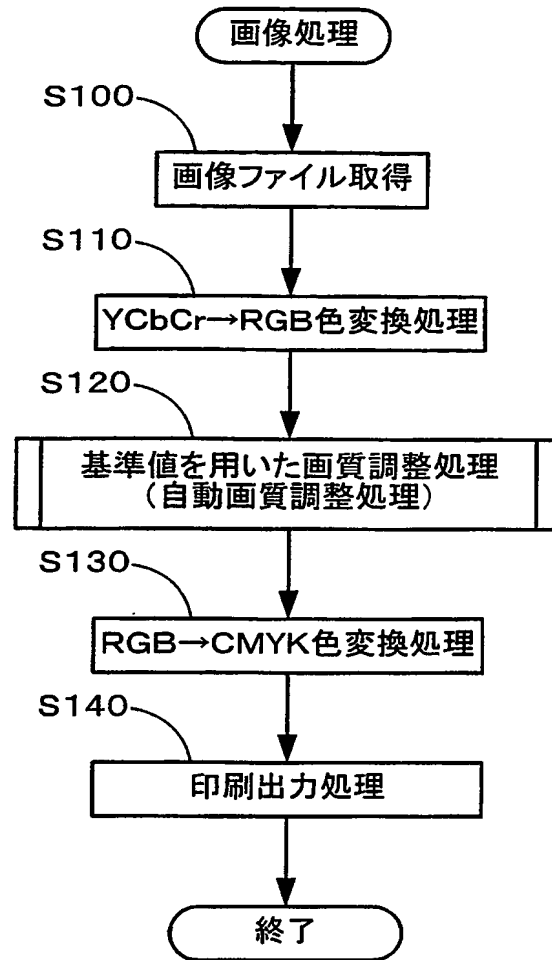 画像処理
S100
画像ファイル取得
S110
YCbCr→RGB色変換処理
S120
基準値を用いた画質調整処理
(自動画質調整処理)
S130
RGB→CMYK色変換処理
S140
印刷出力処理
終了